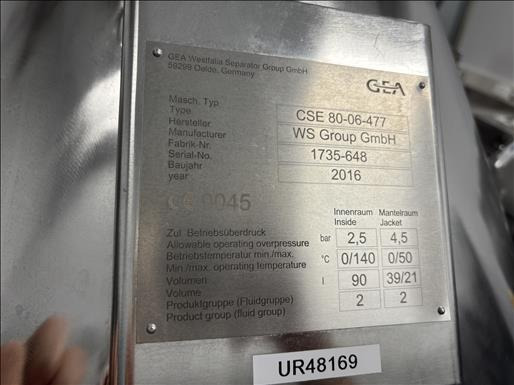 GEA Westfalia Separator Group GmbH
59299 Oelde, Germany
GEA
Masch. Typ
Type
CSE 80-06-477
Hersteller
Manufacturer
WS Group GmbH
Fabrik-Nr.
Serial-No.
1735-648
Baujahr
year
2016
CE 0045
Innenraum Mantelraum
Inside Jacket
Zul. Betriebsüberdruck
Allowable operating overpressure bar 2,5 4,5
Betriebstemperatur min./max.
Min./max. operating temperature °C 0/140 0/50
Volumen
Volume l 90 39/21
Produktgruppe (Fluidgruppe)
Product group (fluid group) 2 2
UR48169